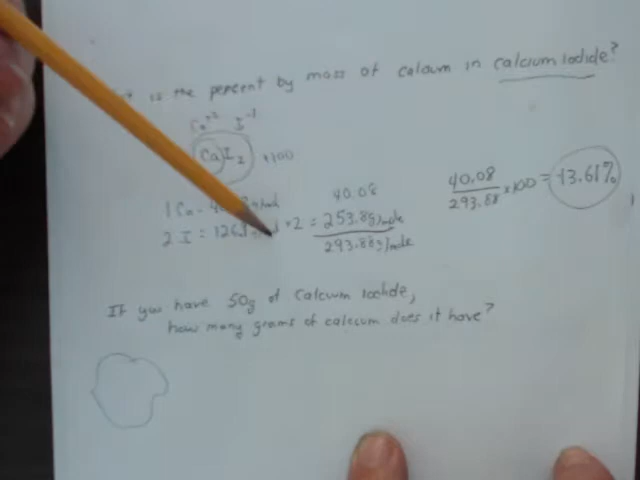 is the percent by mass of calcium in calcium Iodide?
Ca+2 I-1
CaI2 ×100
1 Ca -
2 I = 126.9 ×2 = 253.8g/mole
40.08
293.88g/mole
40.08
293.88 ×100 = 13.61%
If you have 50g of Calcium Iodide,
how many grams of calcium does it have?